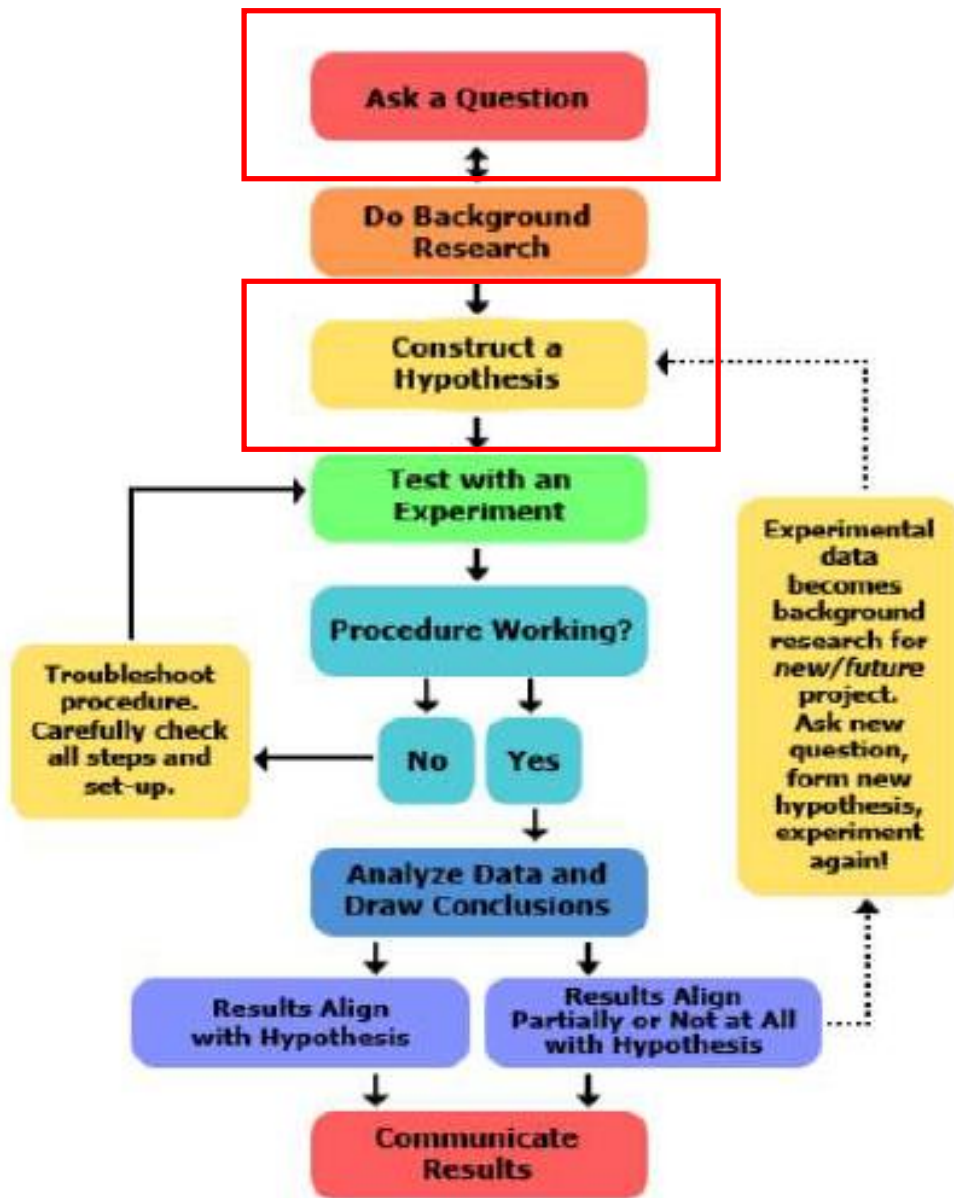 Ask a Question
Do Background
Research
Construct a
Hypothesis
Test with an
Experiment
Procedure Working?
Troubleshoot
procedure.
Carefully check
all steps and
set-up.
No
Yes
Experimental
data
becomes
background
research for
new/future
project.
Ask new
question,
form new
hypothesis,
experiment
again!
Analyze Data and
Draw Conclusions
Results Align
with Hypothesis
Results Align
Partially or Not at All
with Hypothesis
Communicate
Results